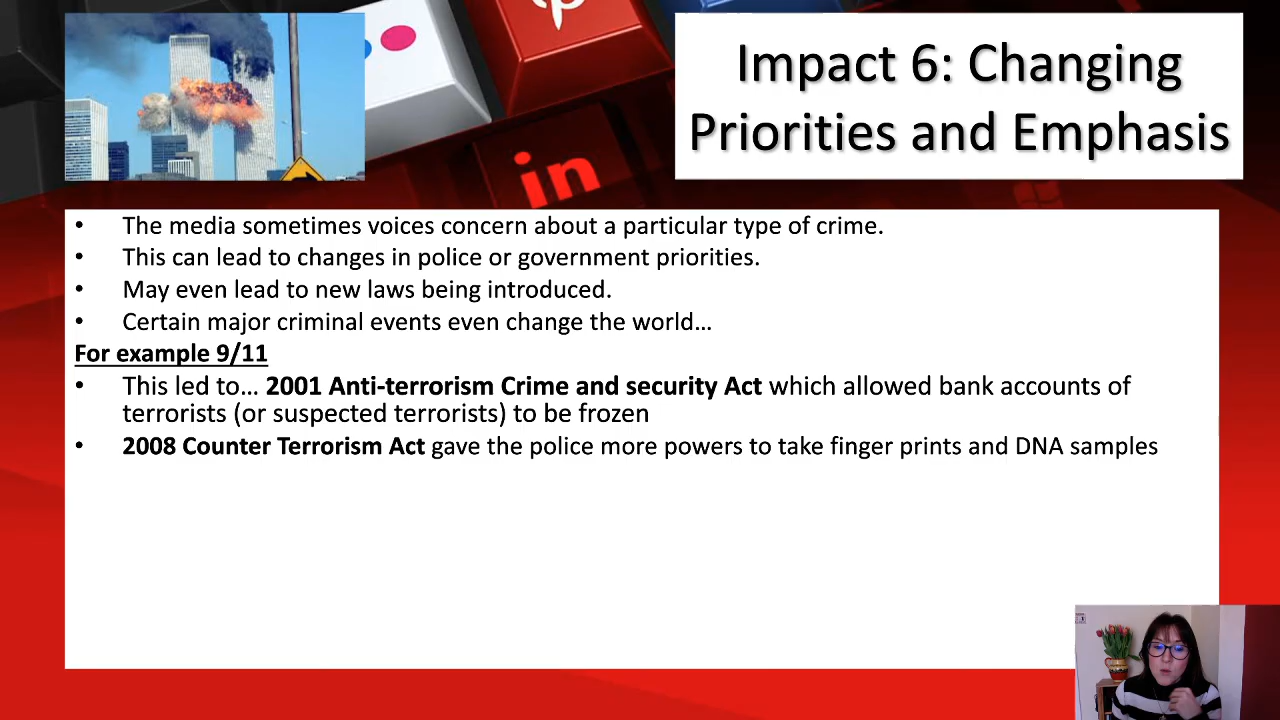 Impact 6: Changing
Priorities and Emphasis
in
• The media sometimes voices concern about a particular type of crime.
• This can lead to changes in police or government priorities.
• May even lead to new laws being introduced.
• Certain major criminal events even change the world…
For example 9/11
• This led to… 2001 Anti-terrorism Crime and security Act which allowed bank accounts of
terrorists (or suspected terrorists) to be frozen
• 2008 Counter Terrorism Act gave the police more powers to take finger prints and DNA samples